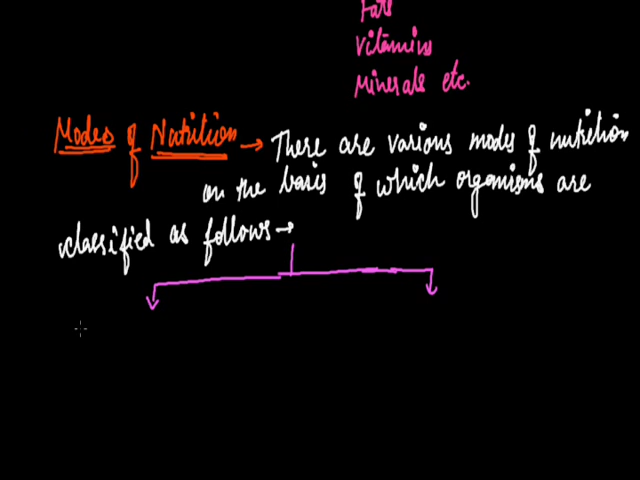 Fats
Vitamins
Minerals etc.
Modes of Nutrition → There are various modes of nutrition
on the basis of which organisms are
classified as follows →